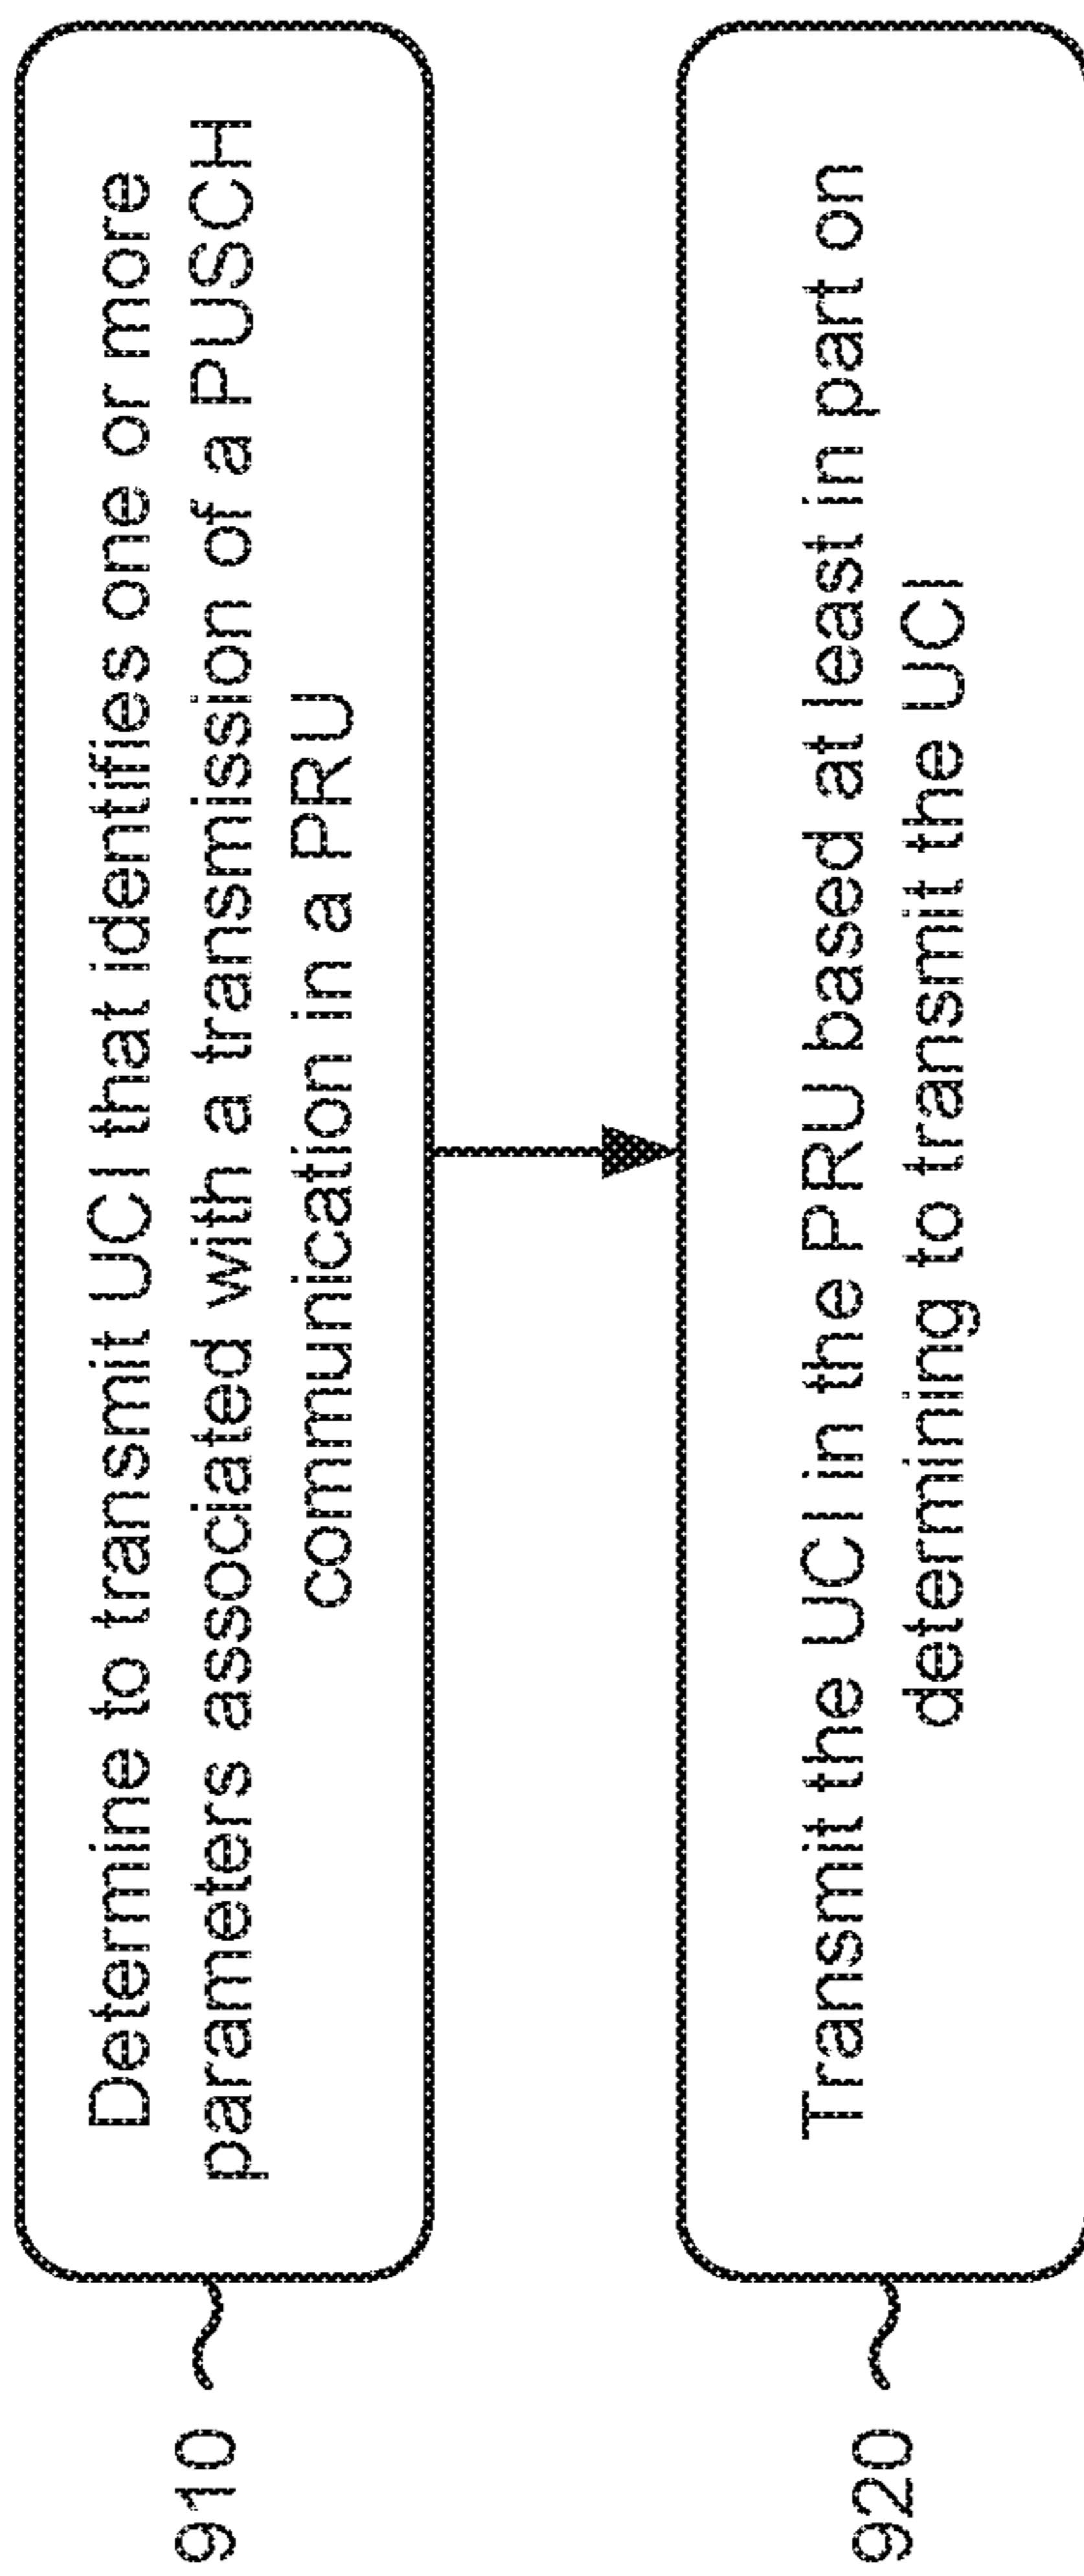 910
Determine to transmit UCI that identifies one or more
parameters associated with a transmission of a PUSCH
communication in a PRU
920
Transmit the UCI in the PRU based at least in part on
determining to transmit the UCI